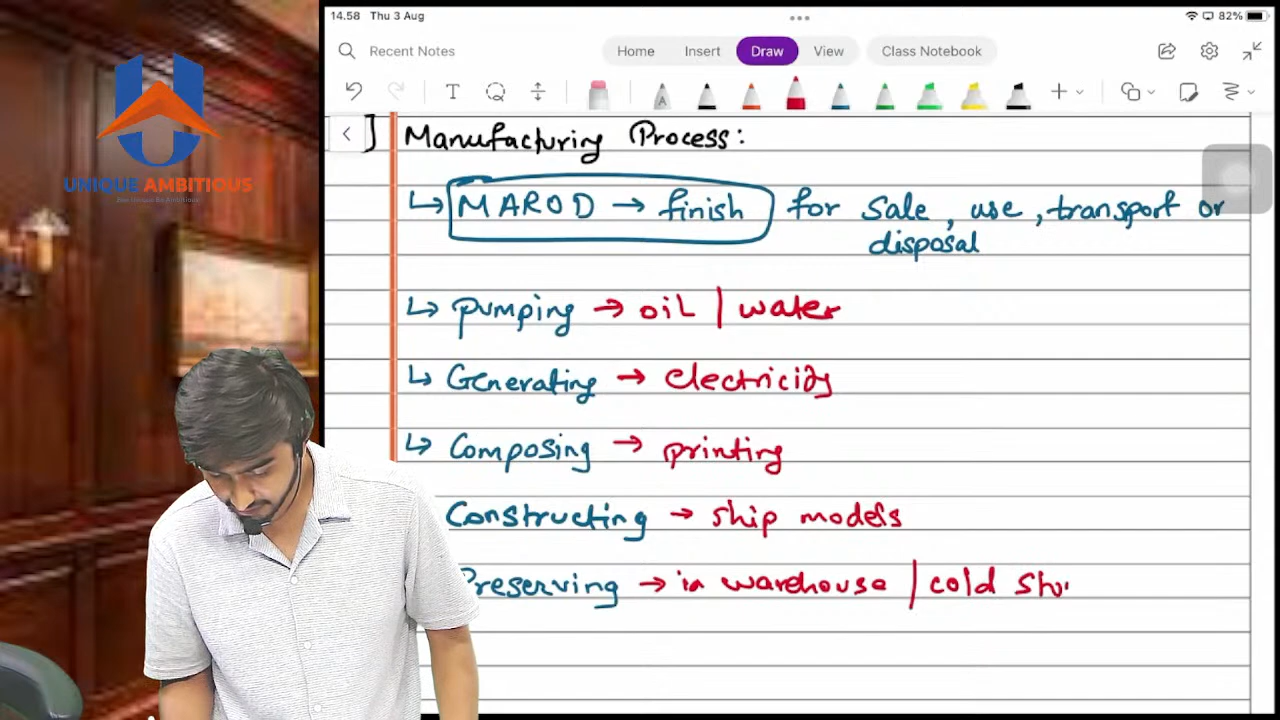 14.58 Thu 3 Aug
82%
Recent Notes
Home Insert Draw View Class Notebook
UNIQUE AMBITIOUS
] Manufacturing Process:
↳ MAROD → finish for sale, use, transport or
disposal
↳ pumping → oil | water
↳ Generating → electricity
↳ Composing → printing
Constructing → ship models
Preserving → in warehouse | cold sto